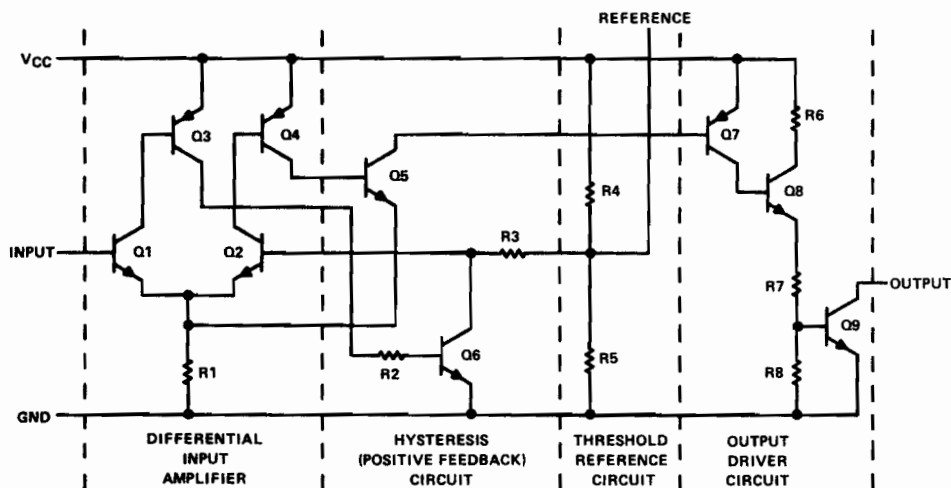 REFERENCE
VCC
Q3
Q4
Q7
R6
Q5
Q8
R4
INPUT
Q1
Q2
R3
R7
OUTPUT
Q9
R1
R2
Q6
R5
R8
GND
DIFFERENTIAL
INPUT
AMPLIFIER
HYSTERESIS
(POSITIVE FEEDBACK)
CIRCUIT
THRESHOLD
REFERENCE
CIRCUIT
OUTPUT
DRIVER
CIRCUIT